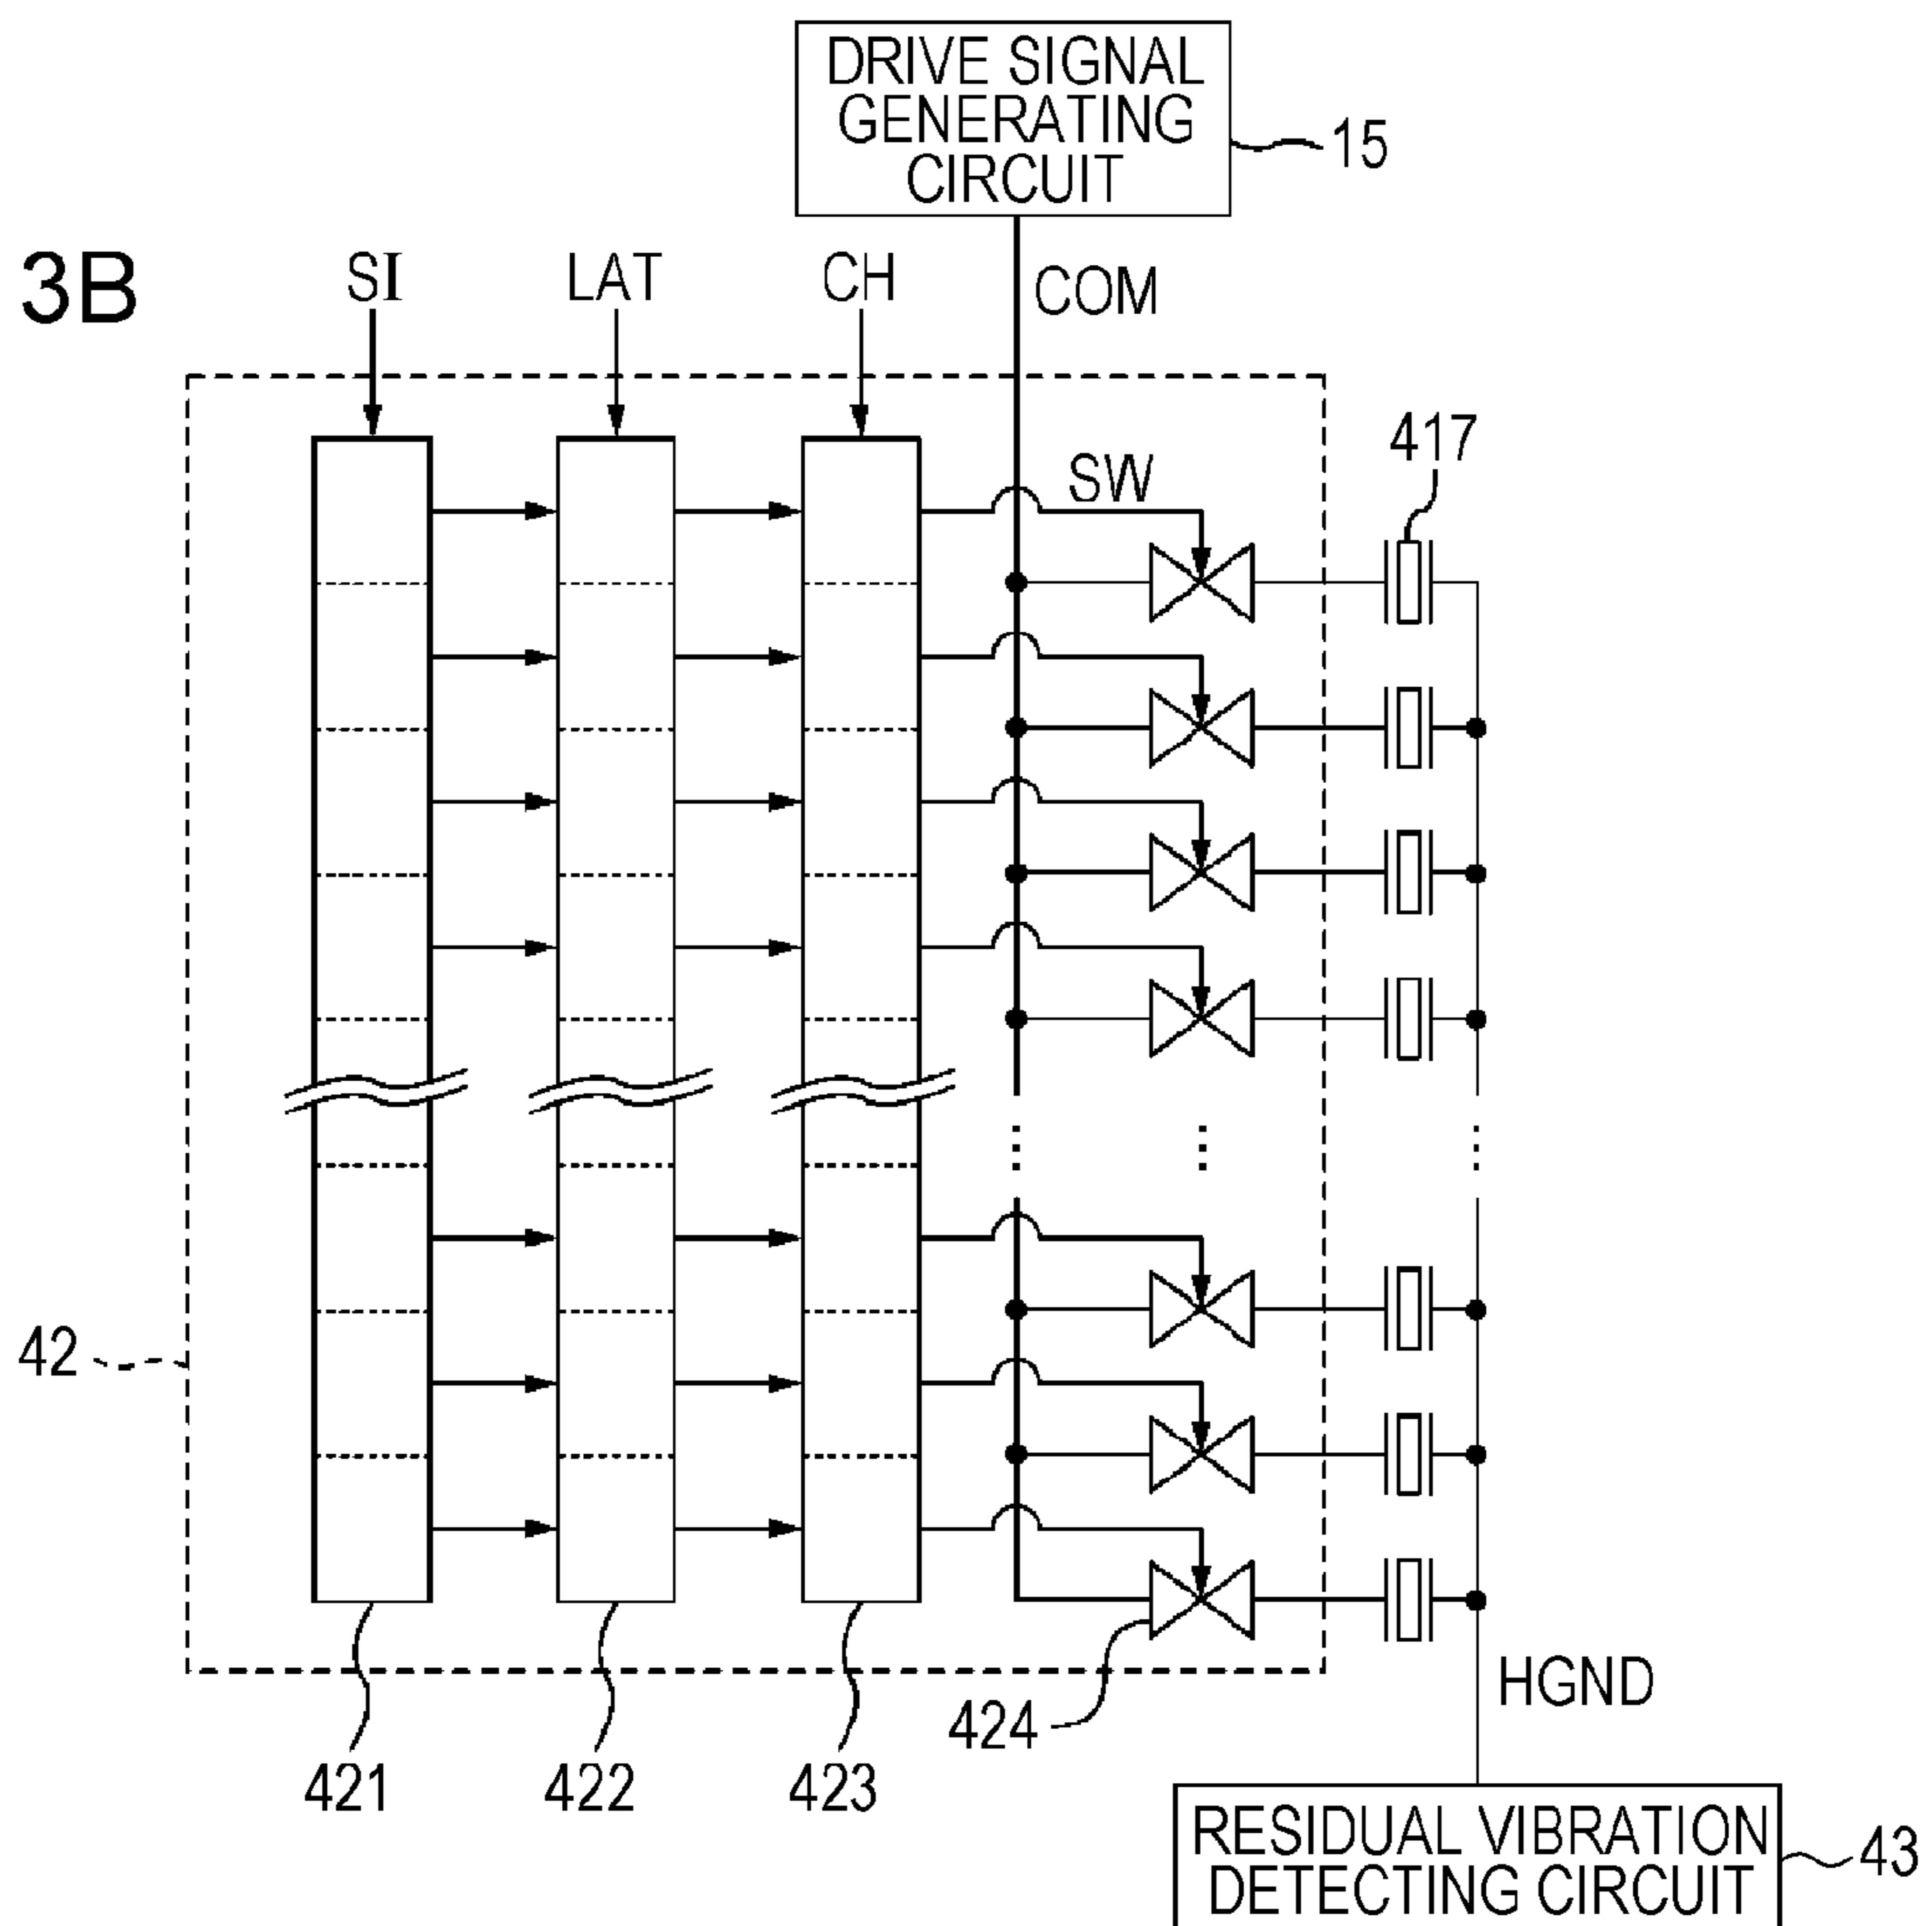 DRIVE SIGNAL
GENERATING
CIRCUIT
15
3B
SI
LAT
CH
COM
SW
417
42
424
421
422
423
HGND
RESIDUAL VIBRATION
DETECTING CIRCUIT
43